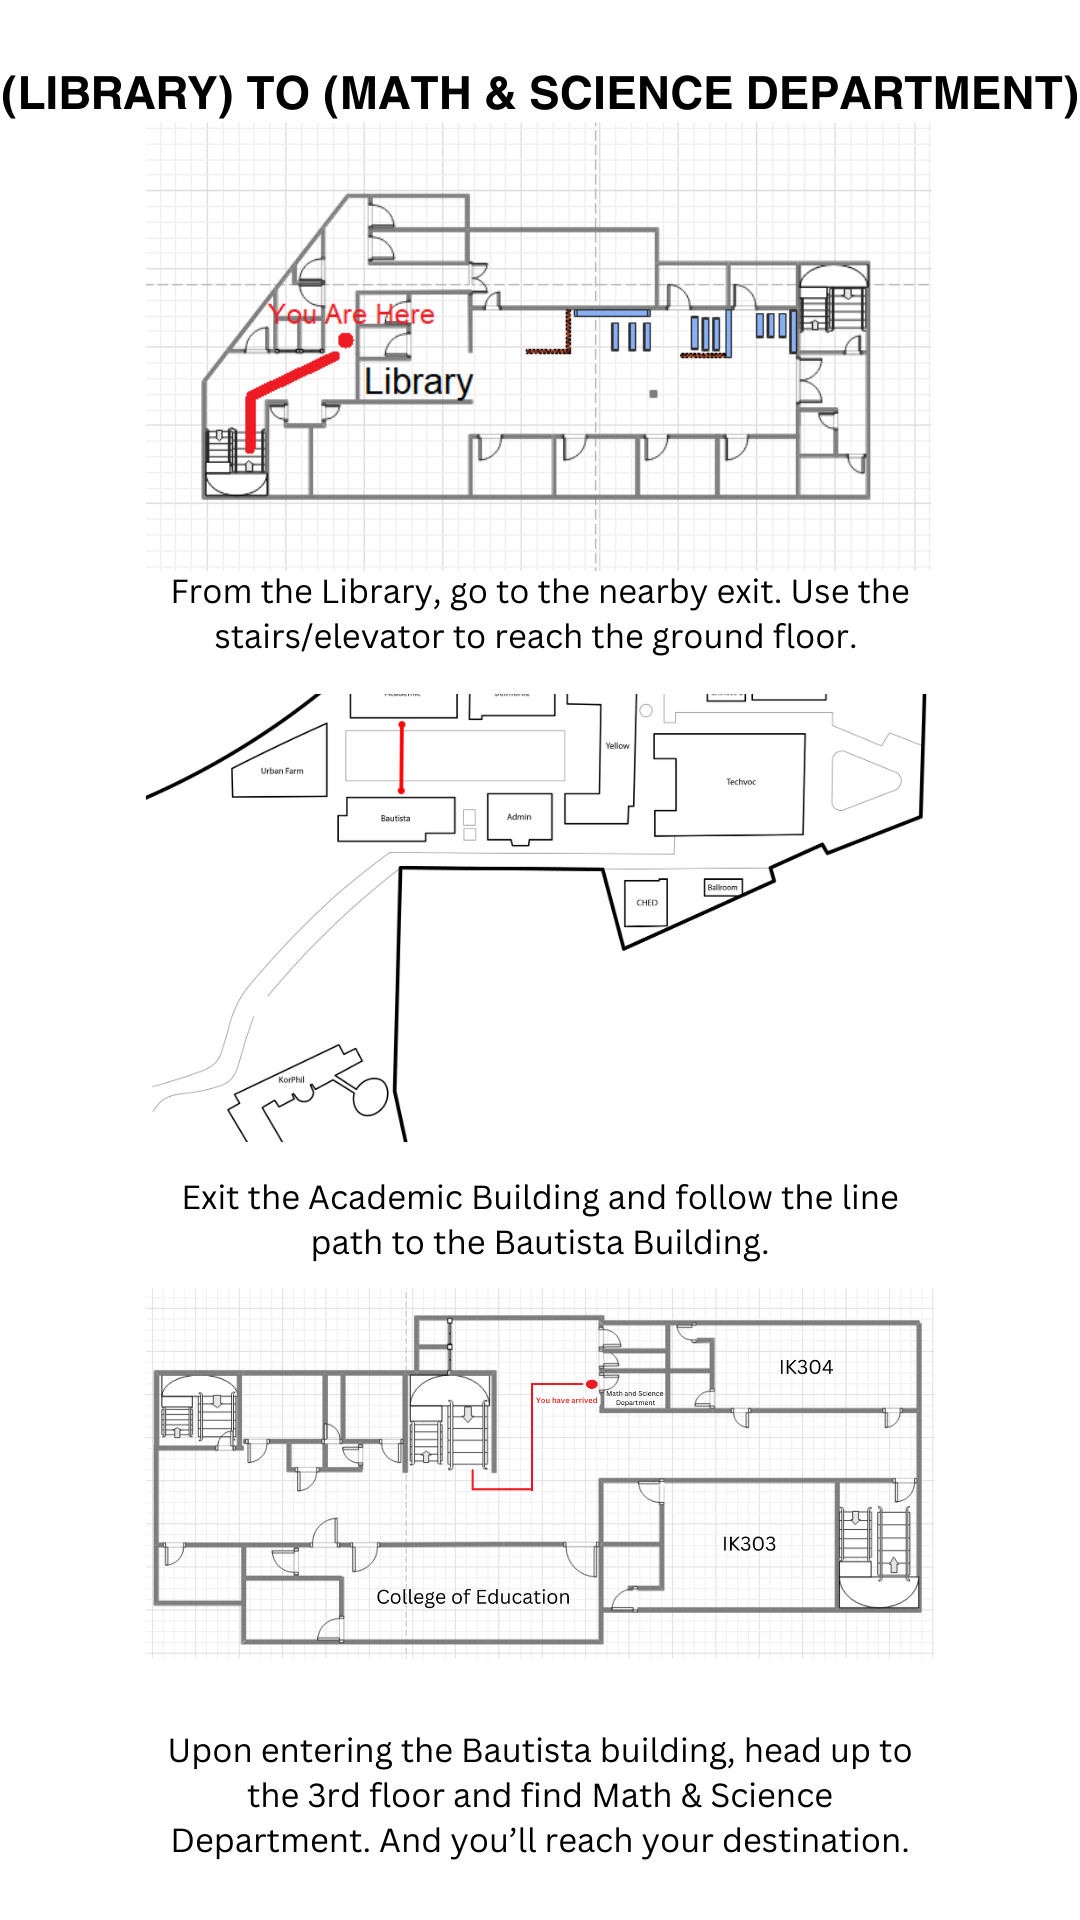 (LIBRARY) TO (MATH & SCIENCE DEPARTMENT)
You Are Here
Library
From the Library, go to the nearby exit. Use the
stairs/elevator to reach the ground floor.
Academic
Yellow
Urban Farm
Techvoc
Bautista
Admin
Ballroom
CHED
KorPhil
Exit the Academic Building and follow the line
path to the Bautista Building.
IK304
Math and Science
Department
You have arrived
IK303
College of Education
Upon entering the Bautista building, head up to
the 3rd floor and find Math & Science
Department. And you’ll reach your destination.